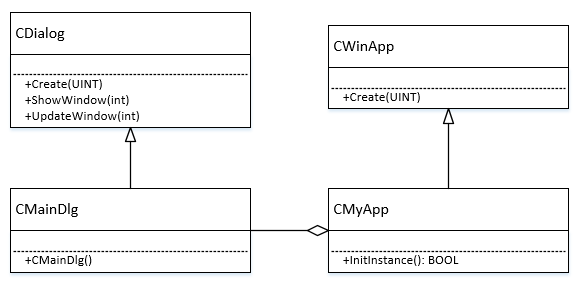 CDialog
+Create(UINT)
+ShowWindow(int)
+UpdateWindow(int)
CWinApp
+Create(UINT)
CMainDlg
+CMainDlg()
CMyApp
+InitInstance(): BOOL